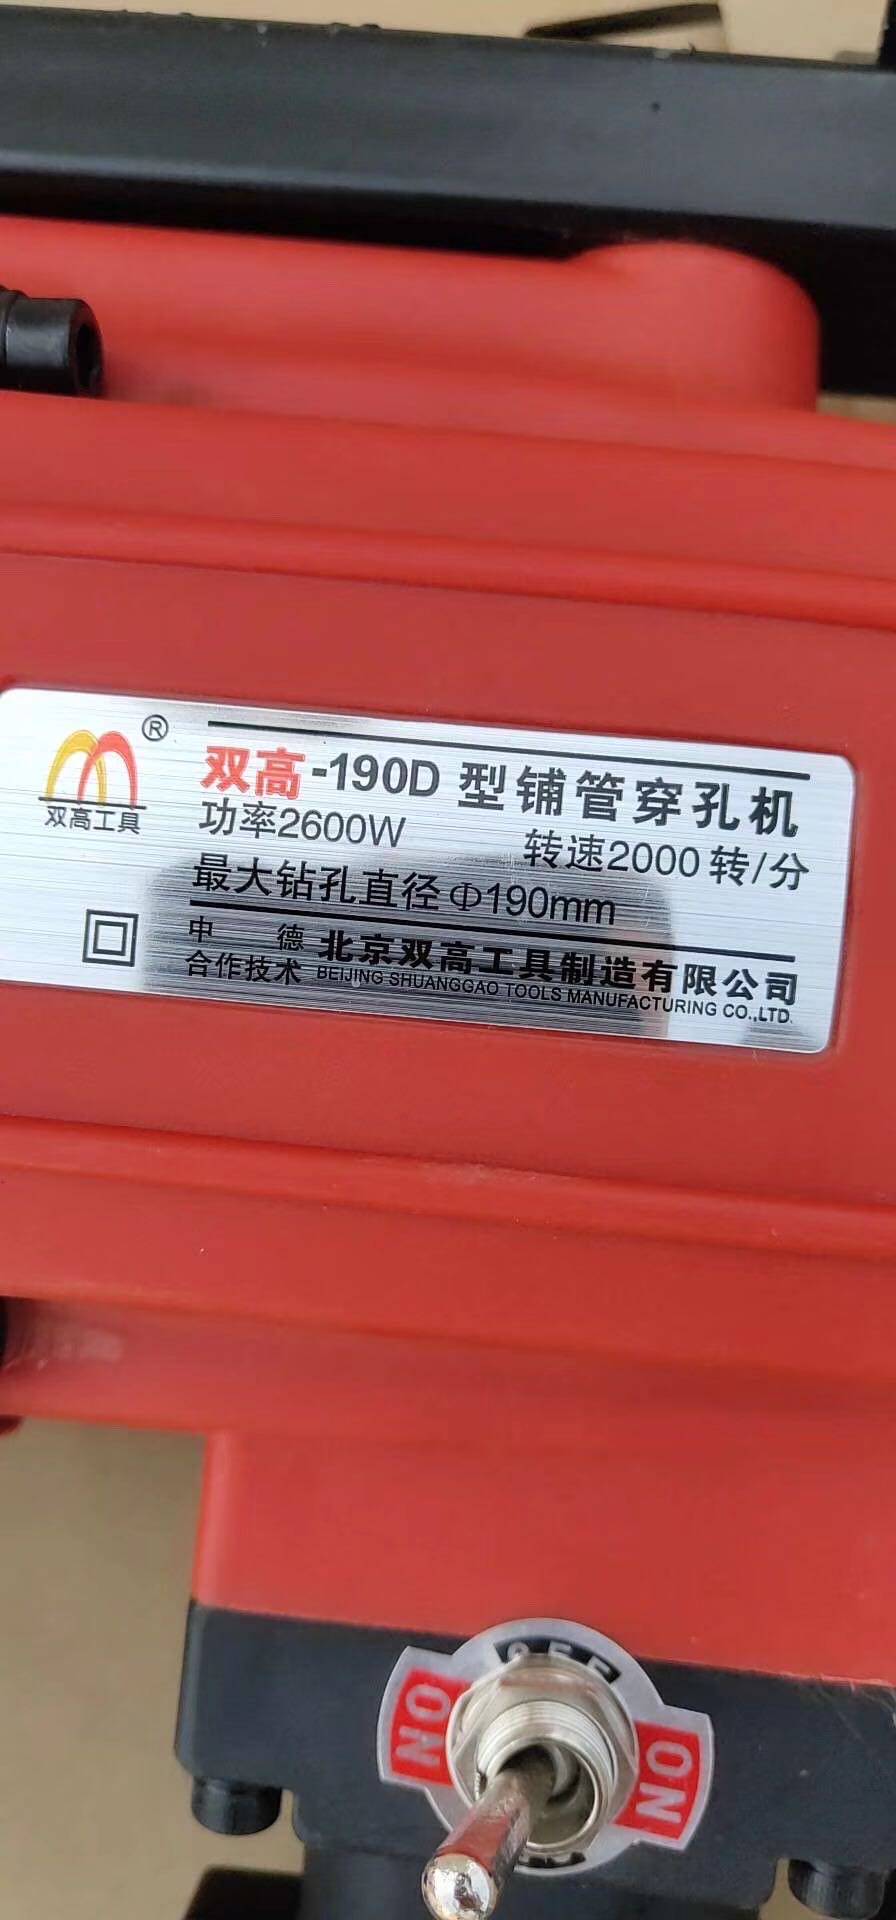 ®
双高-190D 型铺管穿孔机
双高工具
功率2600W 转速2000转/分
最大钻孔直径Φ190mm
中德
合作技术
北京双高工具制造有限公司
BEIJING SHUANGGAO TOOLS MANUFACTURING CO.,LTD.
OFF
ON
ON